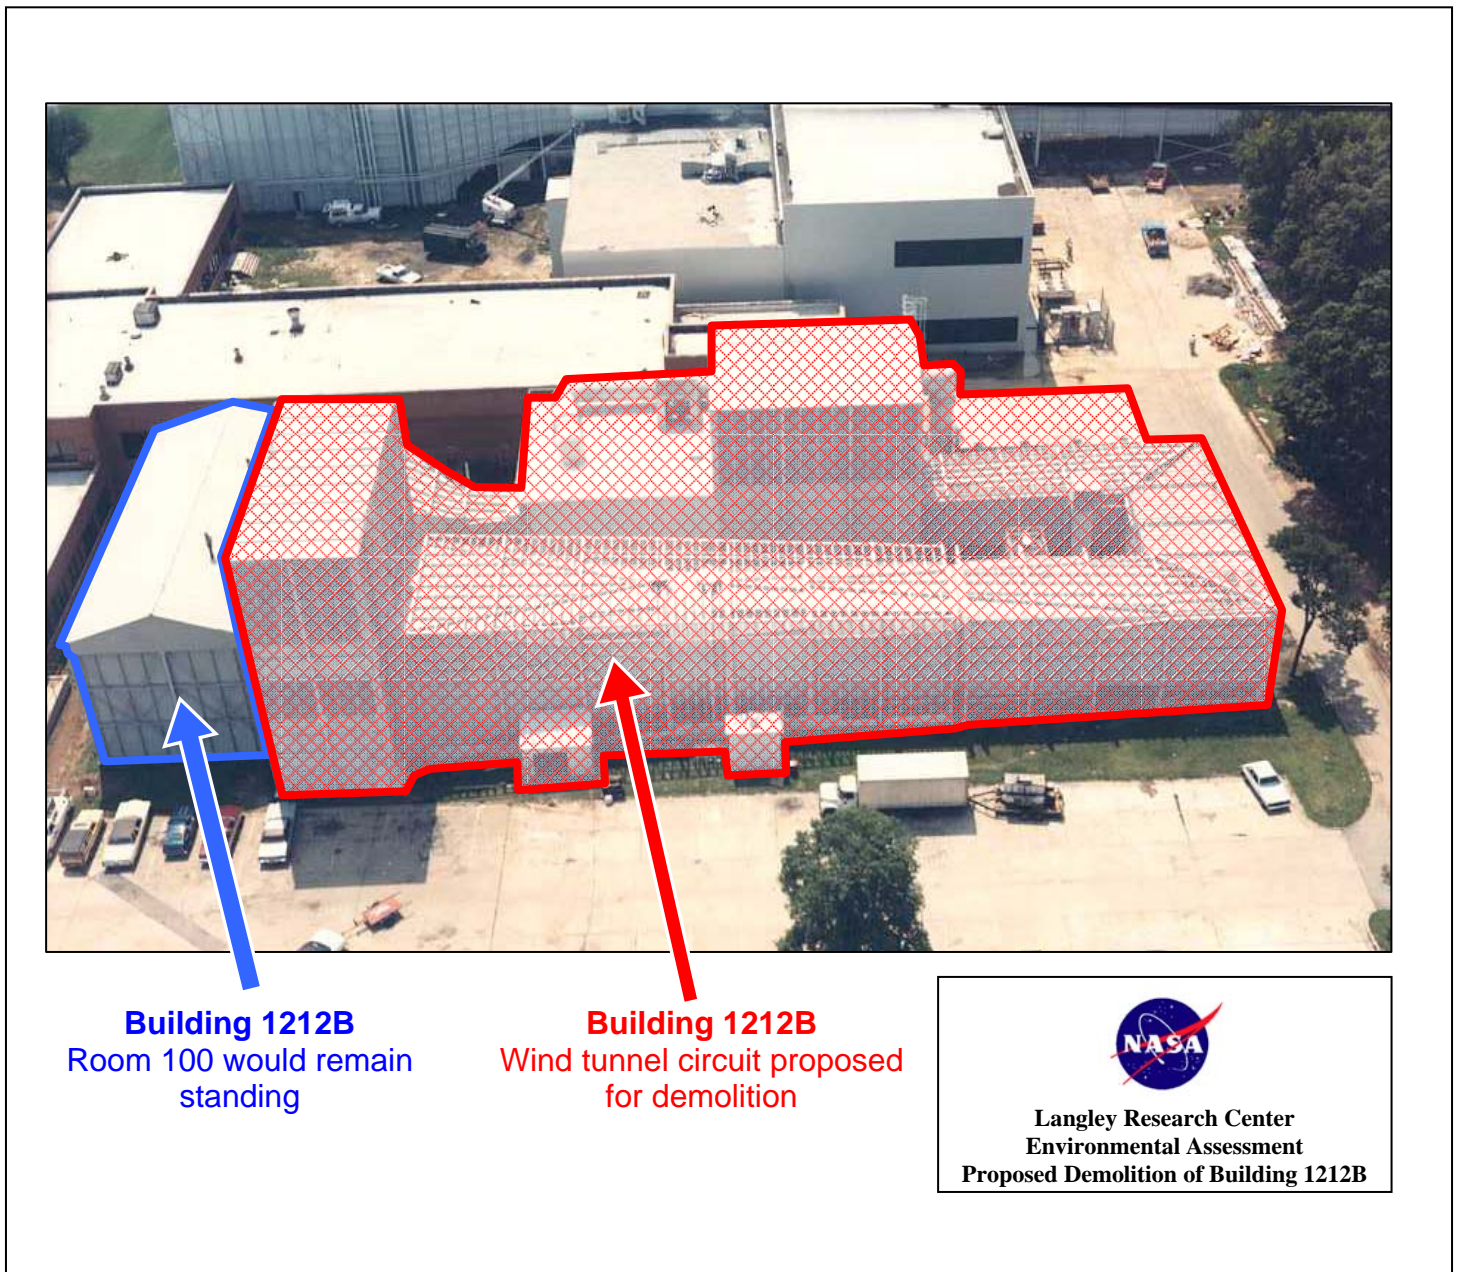 Building 1212B
Room 100 would remain
standing
Building 1212B
Wind tunnel circuit proposed
for demolition
NASA
Langley Research Center
Environmental Assessment
Proposed Demolition of Building 1212B